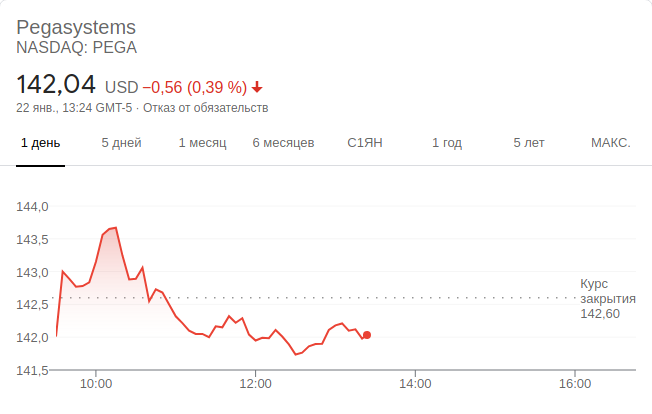 Pegasystems
NASDAQ: PEGA
142,04 USD −0,56 (0,39 %)
22 янв., 13:24 GMT-5 · Отказ от обязательств
1 день 5 дней 1 месяц 6 месяцев С1ЯН 1 год 5 лет МАКС.
144,0
143,5
143,0
142,5
142,0
141,5
Курс
закрытия
142,60
10:00 12:00 14:00 16:00